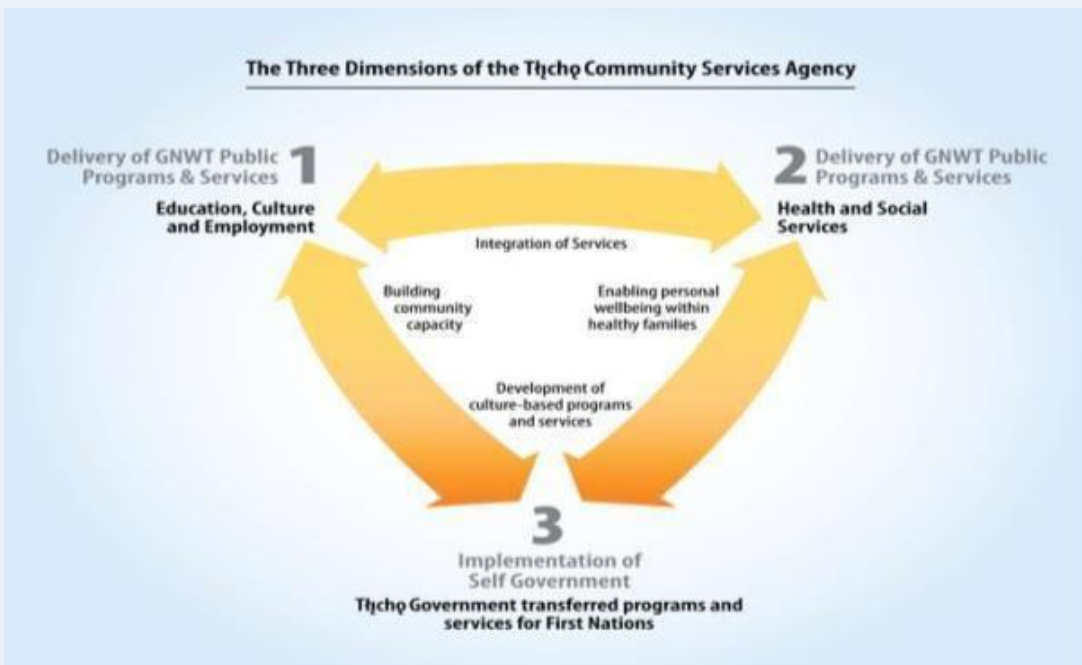 The Three Dimensions of the Tłı̨chǫ Community Services Agency
Delivery of GNWT Public
Programs & Services
1
Education, Culture
and Employment
2
Delivery of GNWT Public
Programs & Services
Health and Social
Services
Integration of Services
Building
community
capacity
Enabling personal
wellbeing within
healthy families
Development of
culture-based programs
and services
3
Implementation of
Self Government
Tłı̨chǫ Government transferred programs and
services for First Nations